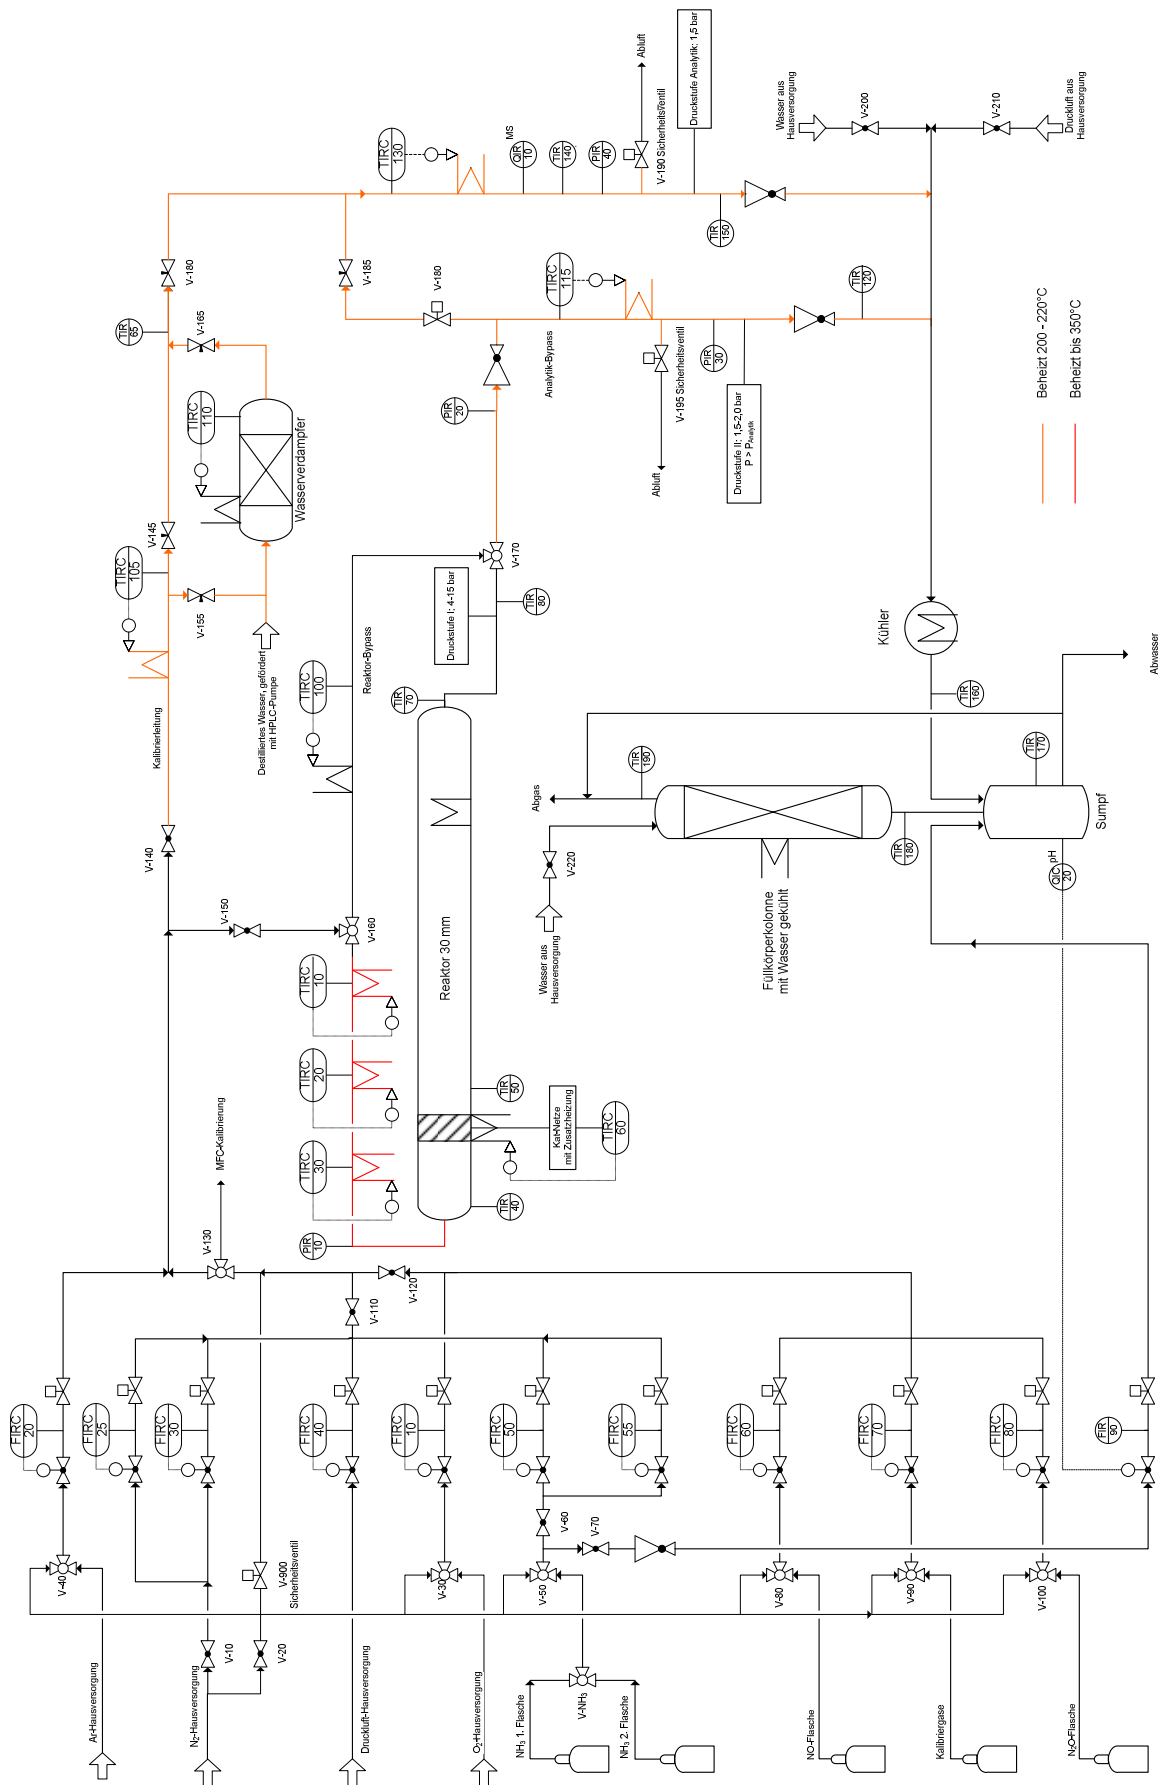 Abluft
Wasser aus
Hausversorgung
V-200
V-210
Druckluft aus
Hausversorgung
Druckstufe Analytik: 1,5 bar
V-190 Sicherheitsventil
MS
TIRC
130
QIR
10
TIR
140
PIR
40
TIR
150
V-180
V-185
V-180
TIR
65
V-165
TIRC
110
Wasserverdampfer
TIRC
115
TIR
120
Analytik-Bypass
PIR
20
V-195 Sicherheitsventil
PIR
30
Druckstufe II: 1,5-2,0 bar
P > PAnalytik
Abluft
Beheizt 200 - 220°C
Beheizt bis 350°C
V-145
TIRC
105
V-155
Destilliertes Wasser, gefördert
mit HPLC-Pumpe
Kalibrierleitung
V-140
V-150
V-160
Reaktor-Bypass
TIRC
100
V-170
Druckstufe I: 4-15 bar
TIR
80
TIR
70
Reaktor 30 mm
TIRC
10
TIRC
20
TIRC
30
PIR
10
TIR
50
TIR
40
Kat-Netze
mit Zusatzheizung
TIRC
60
Kühler
TIR
160
Abwasser
TIR
170
Sumpf
TIR
190
Abgas
V-220
Wasser aus
Hausversorgung
TIR
180
QIC
20
pH
Füllkörperkolonne
mit Wasser gekühlt
MFC-Kalibrierung
V-130
V-120
V-110
FIRC
20
FIRC
25
FIRC
30
FIRC
40
FIRC
10
FIRC
50
FIRC
55
FIRC
60
FIRC
70
FIRC
80
FIR
90
V-60
V-70
V-40
V-900
Sicherheitsventil
V-30
V-50
V-80
V-90
V-100
V-10
V-20
V-NH3
Ar-Hausversorgung
N2-Hausversorgung
Druckluft-Hausversorgung
O2-Hausversorgung
NH3 1. Flasche
NH3 2. Flasche
NO-Flasche
Kalibriergase
N2O-Flasche